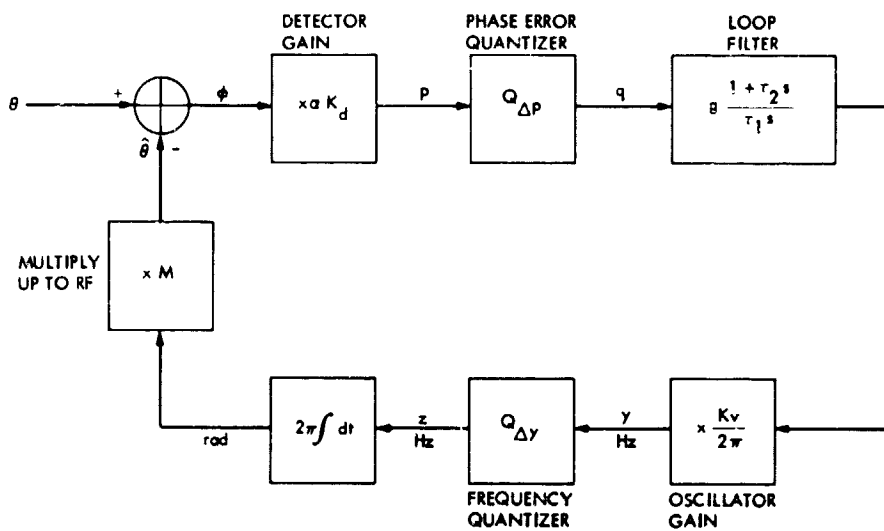 DETECTOR
GAIN
PHASE ERROR
QUANTIZER
LOOP
FILTER
θ
+
ϕ
× α K_d
P
Q_ΔP
q
g (1 + τ_2 s) / (τ_1 s)
θ̂
-
MULTIPLY
UP TO RF
× M
rad
2π∫ dt
z
Hz
Q_Δy
y
Hz
× K_v / 2π
FREQUENCY
QUANTIZER
OSCILLATOR
GAIN